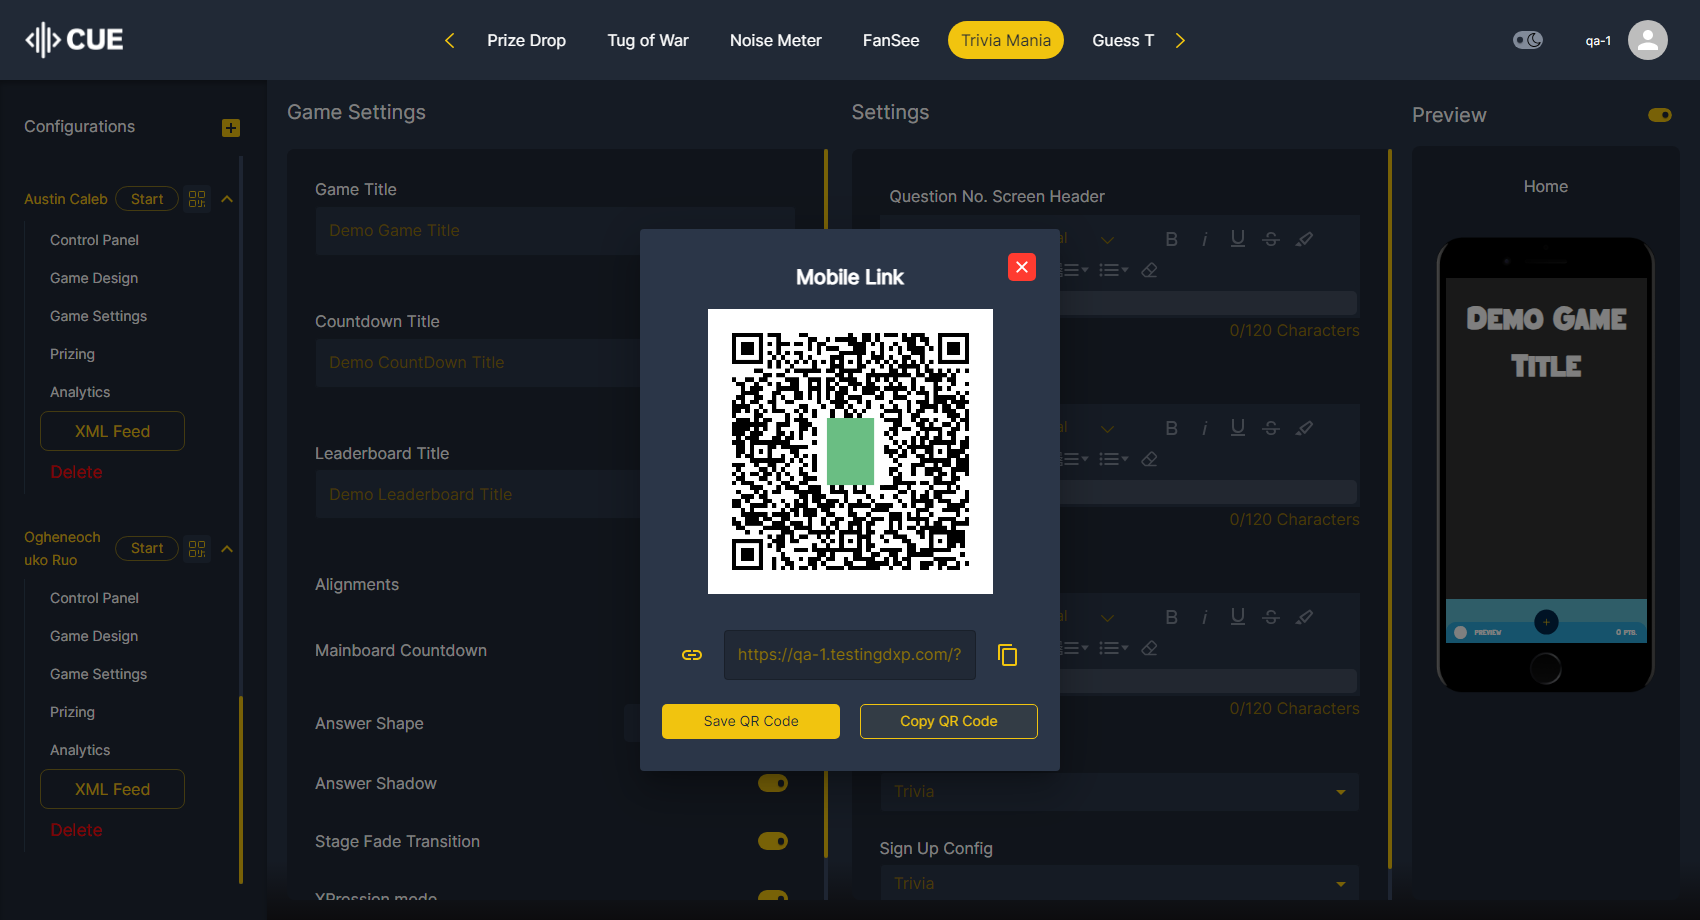 CUE
Prize Drop
Tug of War
Noise Meter
FanSee
Trivia Mania
Guess T
qa-1
Configurations
Austin Caleb
Start
Control Panel
Game Design
Game Settings
Prizing
Analytics
XML Feed
Delete
Ogheneoch
uko Ruo
Start
Control Panel
Game Design
Game Settings
Prizing
Analytics
XML Feed
Delete
Game Settings
Game Title
Demo Game Title
Countdown Title
Demo CountDown Title
Leaderboard Title
Demo Leaderboard Title
Alignments
Mainboard Countdown
Answer Shape
Answer Shadow
Stage Fade Transition
XPression mode
Mobile Link
https://qa-1.testingdxp.com/?
Save QR Code
Copy QR Code
Settings
Question No. Screen Header
0/120 Characters
0/120 Characters
0/120 Characters
Trivia
Sign Up Config
Trivia
Preview
Home
DEMO GAME
TITLE
PREVIEW
0 PTS.